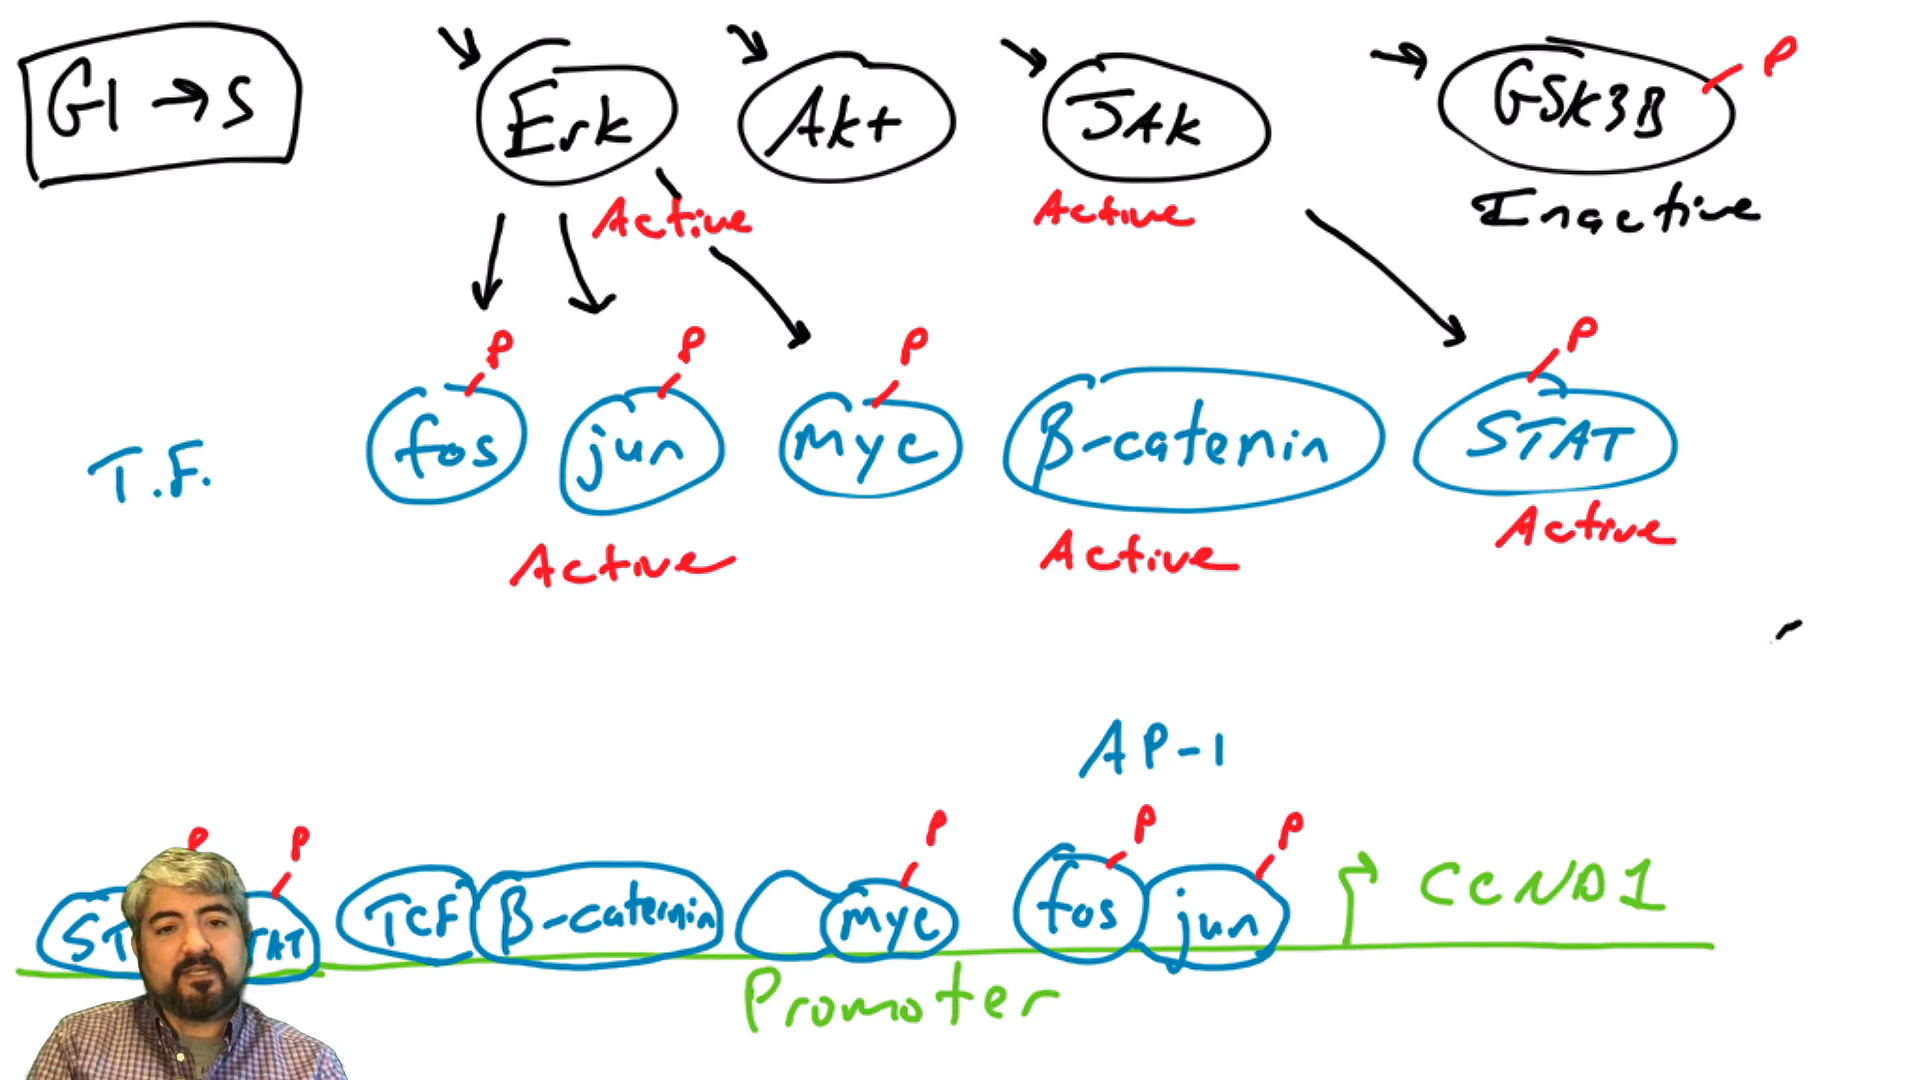 G1 → S
Erk Akt JAK GSK3B P
Active Active Inactive
P P P P
T.F. fos jun myc β-catenin STAT
Active Active Active
AP-1
P P P P P
TCF β-catenin myc fos jun CCND1
Promoter